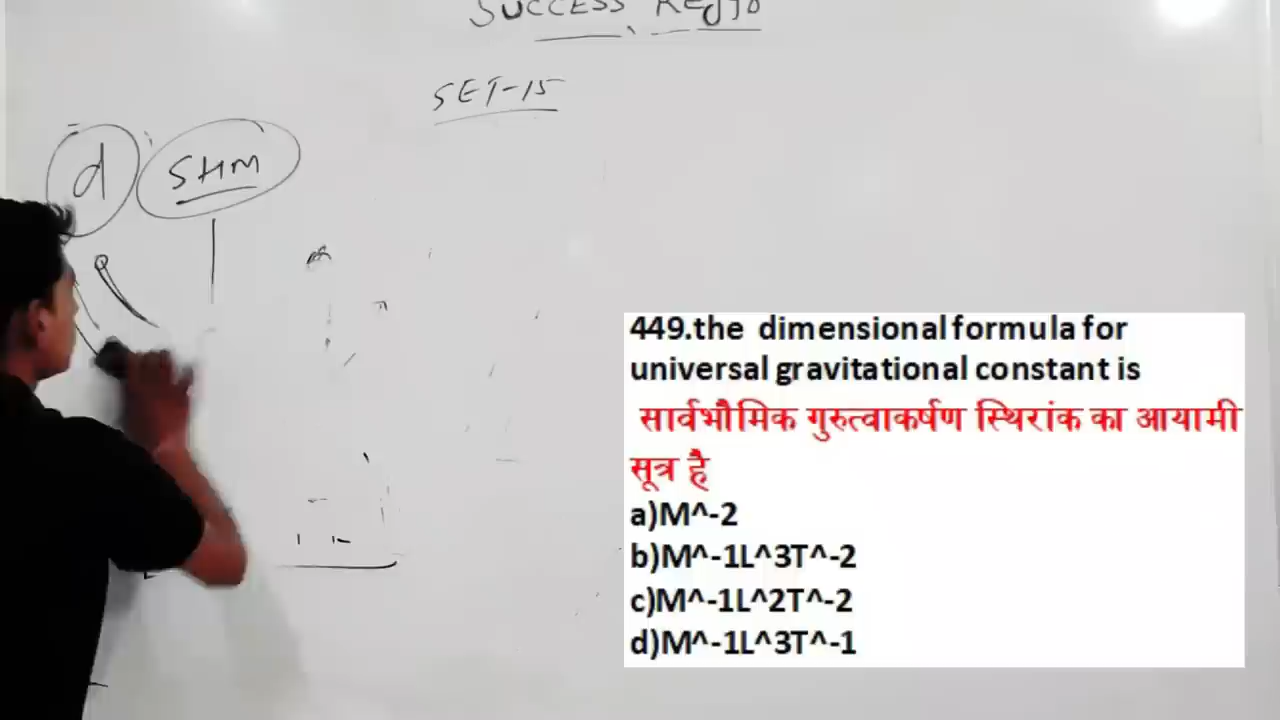 SUCCESS
SET-15
d SHM
449.the dimensional formula for
universal gravitational constant is
सार्वभौमिक गुरुत्वाकर्षण स्थिरांक का आयामी
सूत्र है
a)M^-2
b)M^-1L^3T^-2
c)M^-1L^2T^-2
d)M^-1L^3T^-1